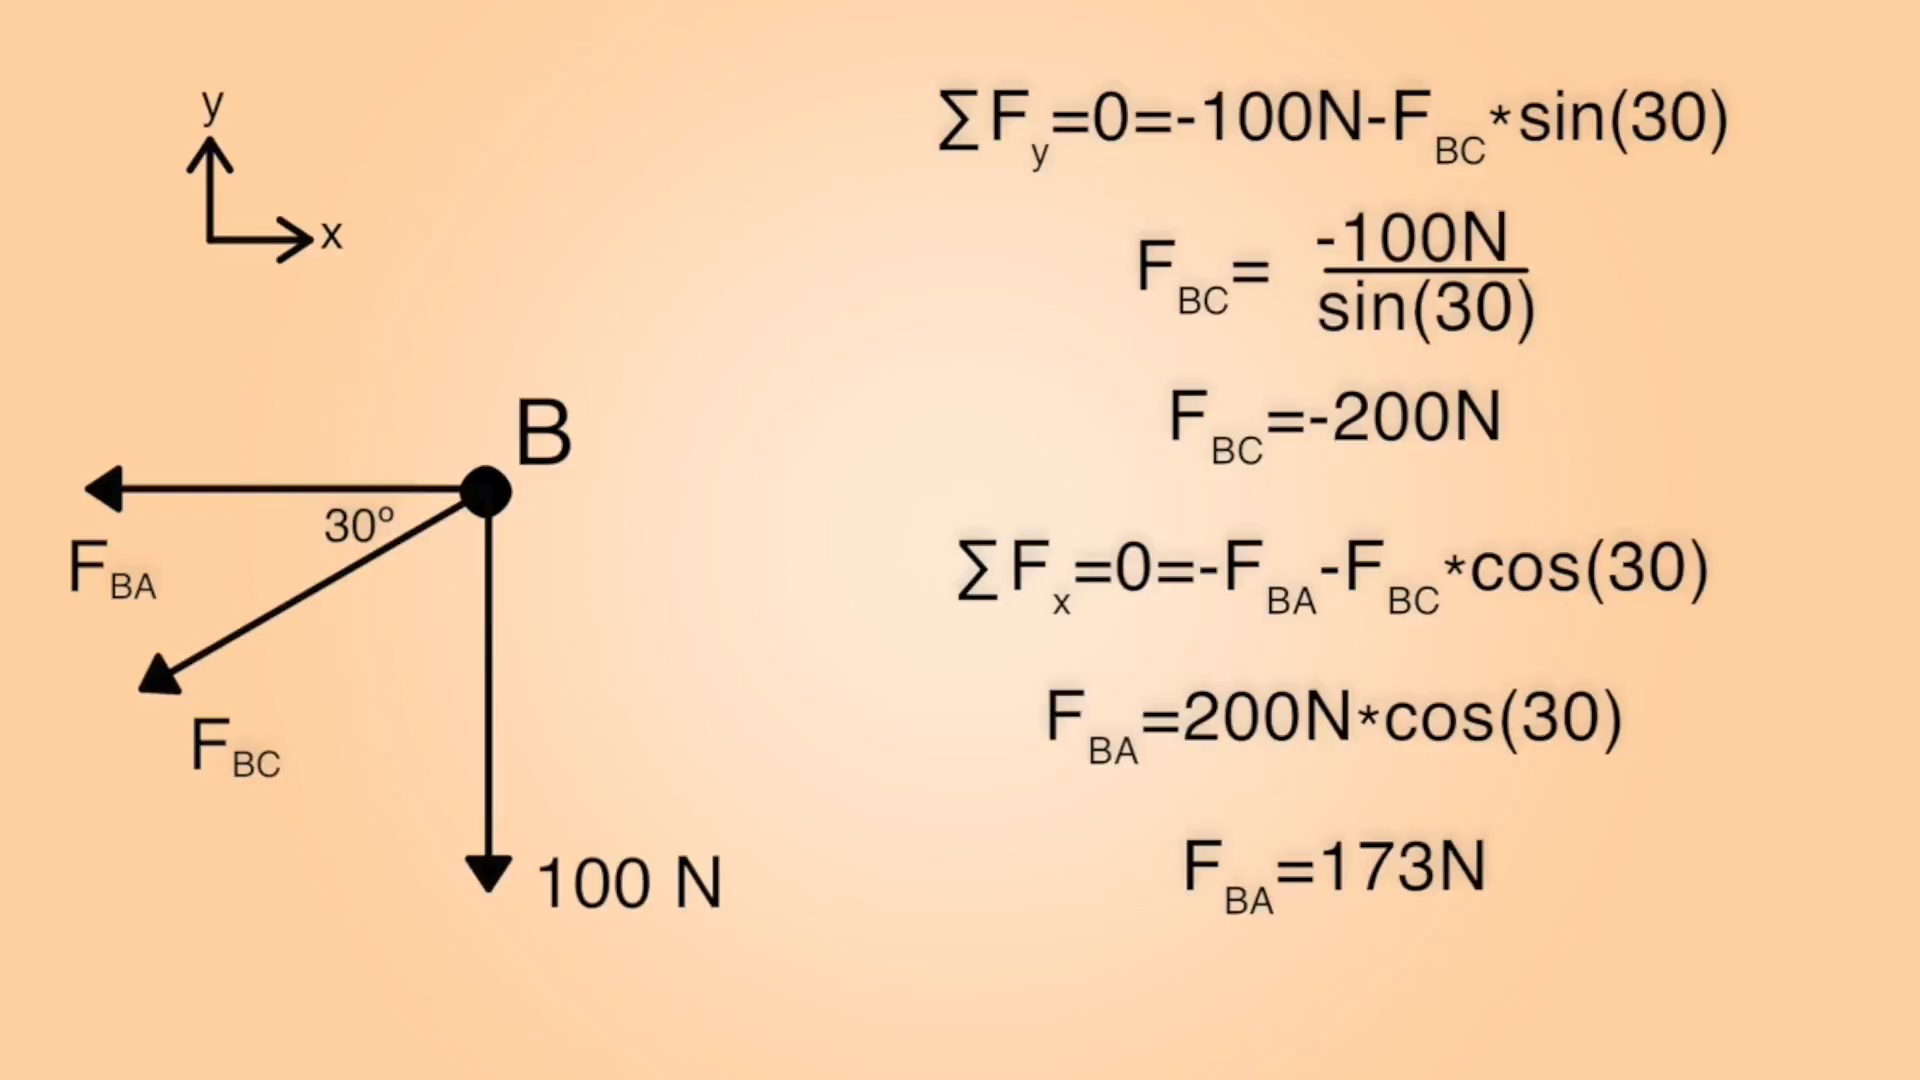 y
x
B
30º
F_BA
F_BC
100 N
∑F_y=0=-100N-F_BC*sin(30)
F_BC= -100N
sin(30)
F_BC=-200N
∑F_x=0=-F_BA-F_BC*cos(30)
F_BA=200N*cos(30)
F_BA=173N